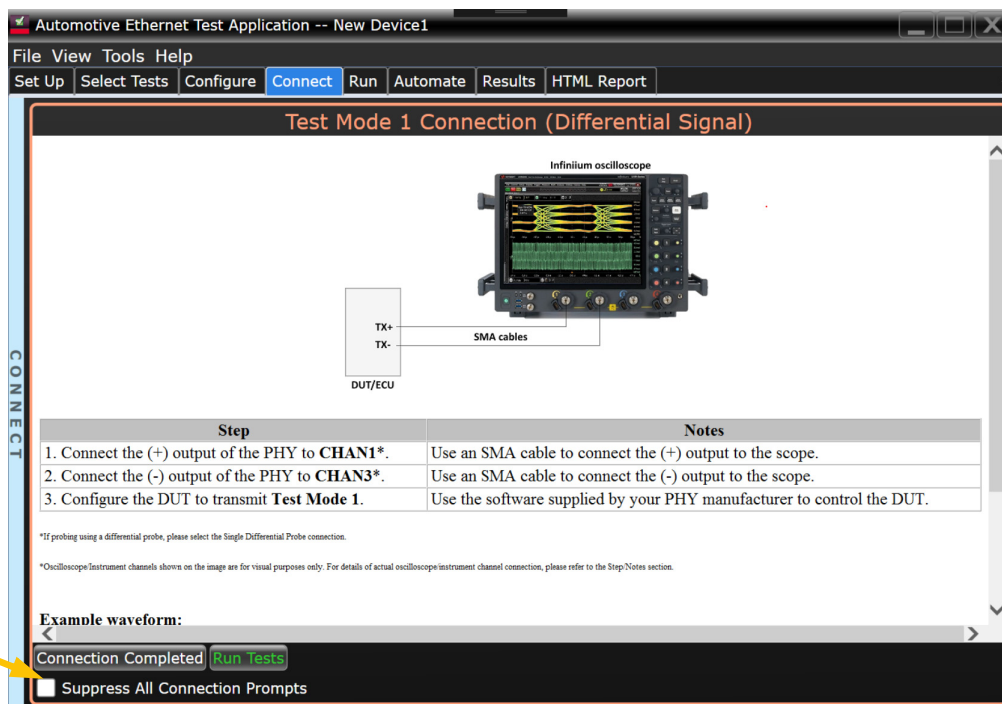 Automotive Ethernet Test Application -- New Device1
File View Tools Help
Set Up Select Tests Configure Connect Run Automate Results HTML Report
Test Mode 1 Connection (Differential Signal)
Infiniium oscilloscope
TX+
TX-
SMA cables
DUT/ECU
CONNECT
Step Notes
1. Connect the (+) output of the PHY to CHAN1*. Use an SMA cable to connect the (+) output to the scope.
2. Connect the (-) output of the PHY to CHAN3*. Use an SMA cable to connect the (-) output to the scope.
3. Configure the DUT to transmit Test Mode 1. Use the software supplied by your PHY manufacturer to control the DUT.
*If probing using a differential probe, please select the Single Differential Probe connection.
*Oscilloscope/Instrument channels shown on the image are for visual purposes only. For details of actual oscilloscope/instrument channel connection, please refer to the Step/Notes section.
Example waveform:
Connection Completed Run Tests
Suppress All Connection Prompts